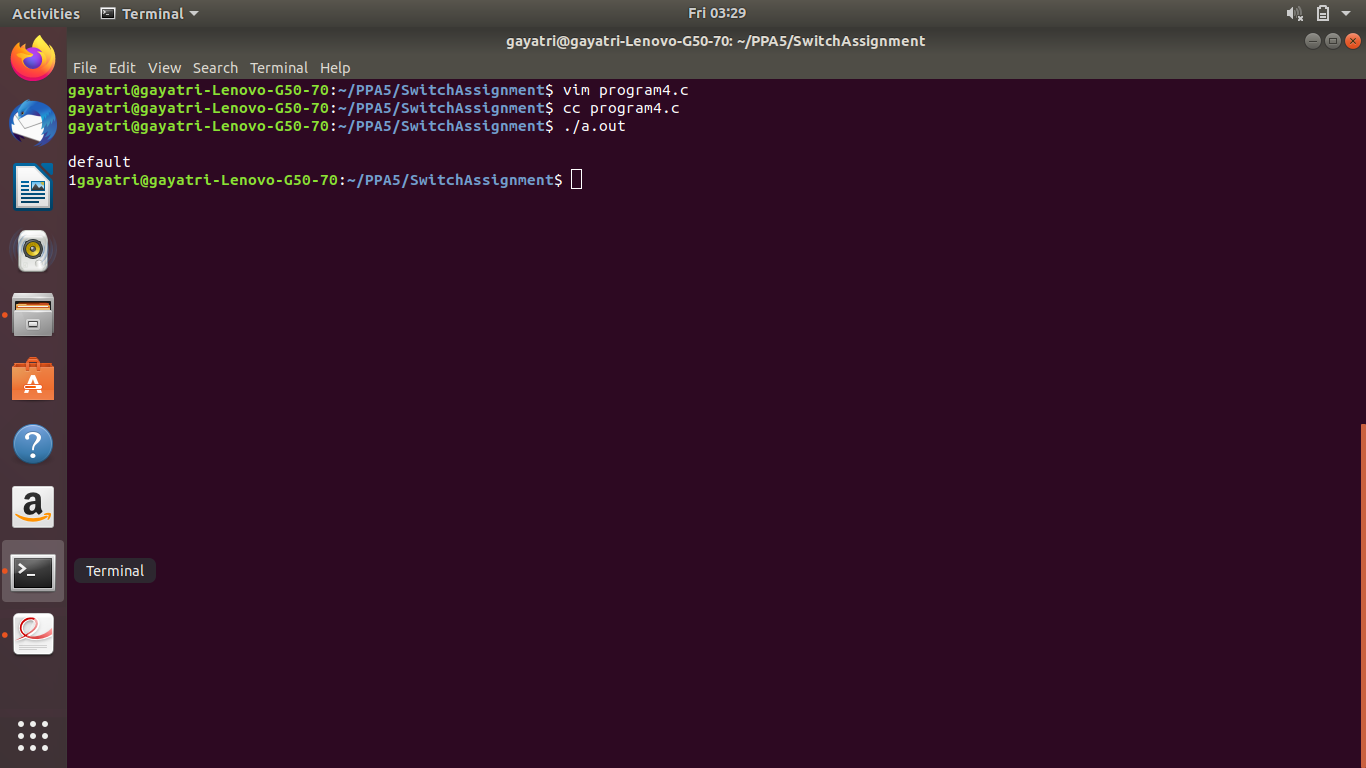 Activities Terminal Fri 03:29
gayatri@gayatri-Lenovo-G50-70: ~/PPA5/SwitchAssignment
File Edit View Search Terminal Help
gayatri@gayatri-Lenovo-G50-70:~/PPA5/SwitchAssignment$ vim program4.c
gayatri@gayatri-Lenovo-G50-70:~/PPA5/SwitchAssignment$ cc program4.c
gayatri@gayatri-Lenovo-G50-70:~/PPA5/SwitchAssignment$ ./a.out
default
1gayatri@gayatri-Lenovo-G50-70:~/PPA5/SwitchAssignment$
Terminal